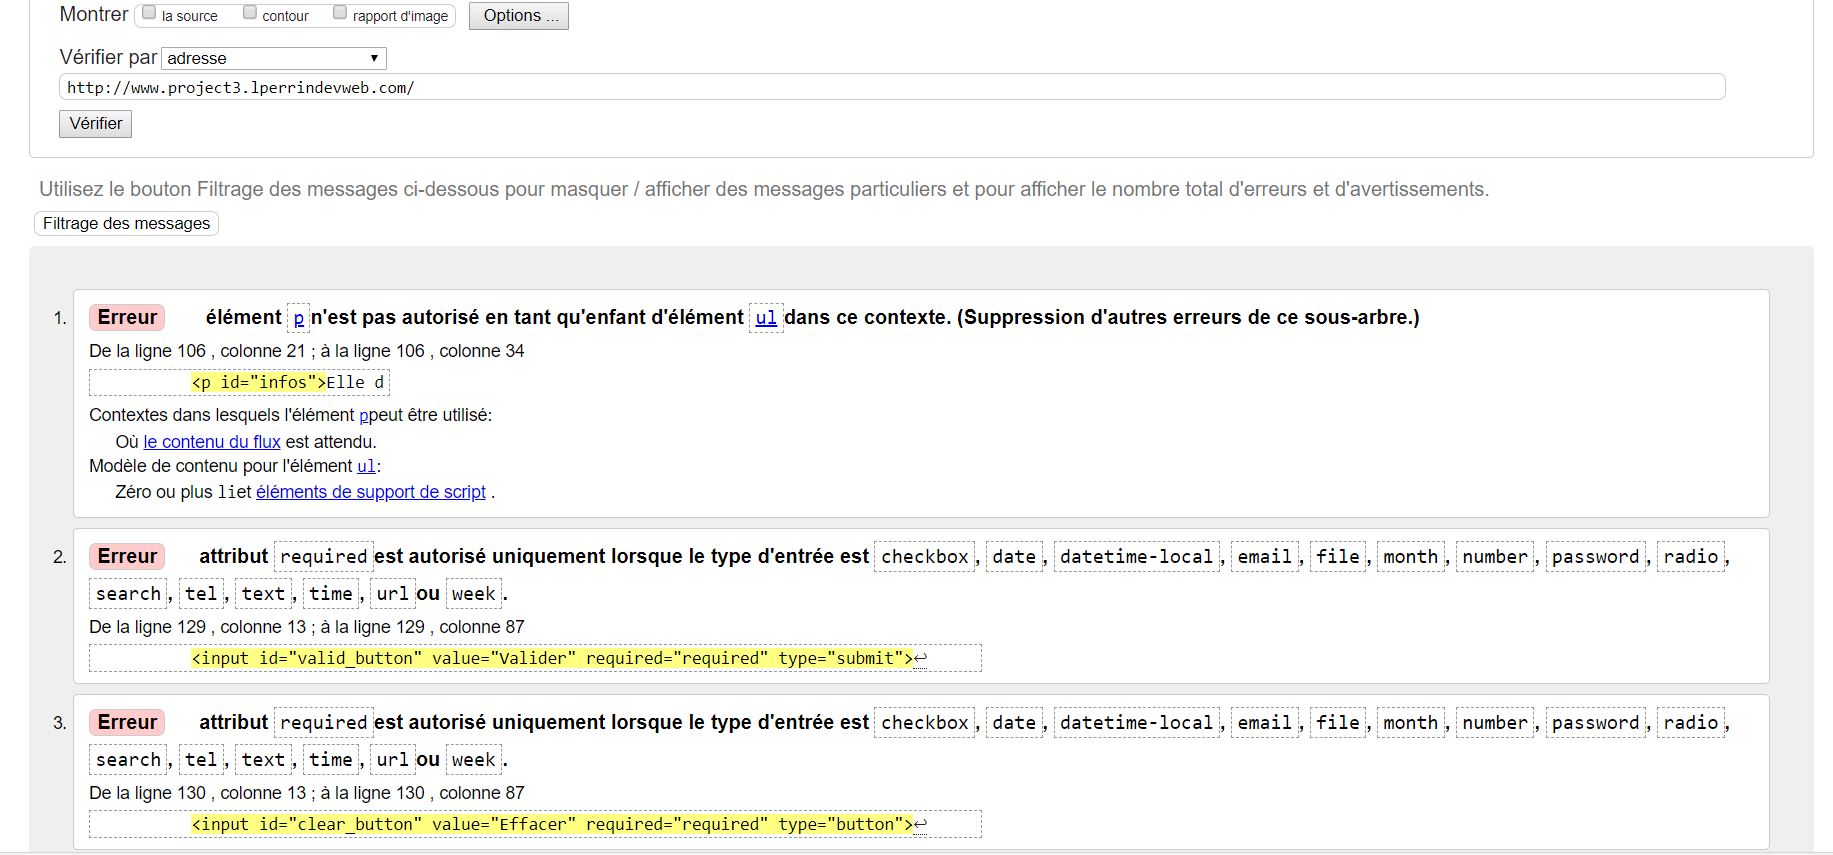 Montrer la source contour rapport d'image Options ...
Vérifier par adresse
http://www.project3.lperrindevweb.com/
Vérifier
Utilisez le bouton Filtrage des messages ci-dessous pour masquer / afficher des messages particuliers et pour afficher le nombre total d'erreurs et d'avertissements.
Filtrage des messages
1. Erreur élément p n'est pas autorisé en tant qu'enfant d'élément ul dans ce contexte. (Suppression d'autres erreurs de ce sous-arbre.)
De la ligne 106 , colonne 21 ; à la ligne 106 , colonne 34
<p id="infos">Elle d
Contextes dans lesquels l'élément ppeut être utilisé:
Où le contenu du flux est attendu.
Modèle de contenu pour l'élément ul:
Zéro ou plus liet éléments de support de script .
2. Erreur attribut required est autorisé uniquement lorsque le type d'entrée est checkbox, date, datetime-local, email, file, month, number, password, radio,
search, tel, text, time, url ou week.
De la ligne 129 , colonne 13 ; à la ligne 129 , colonne 87
<input id="valid_button" value="Valider" required="required" type="submit">↩
3. Erreur attribut required est autorisé uniquement lorsque le type d'entrée est checkbox, date, datetime-local, email, file, month, number, password, radio,
search, tel, text, time, url ou week.
De la ligne 130 , colonne 13 ; à la ligne 130 , colonne 87
<input id="clear_button" value="Effacer" required="required" type="button">↩